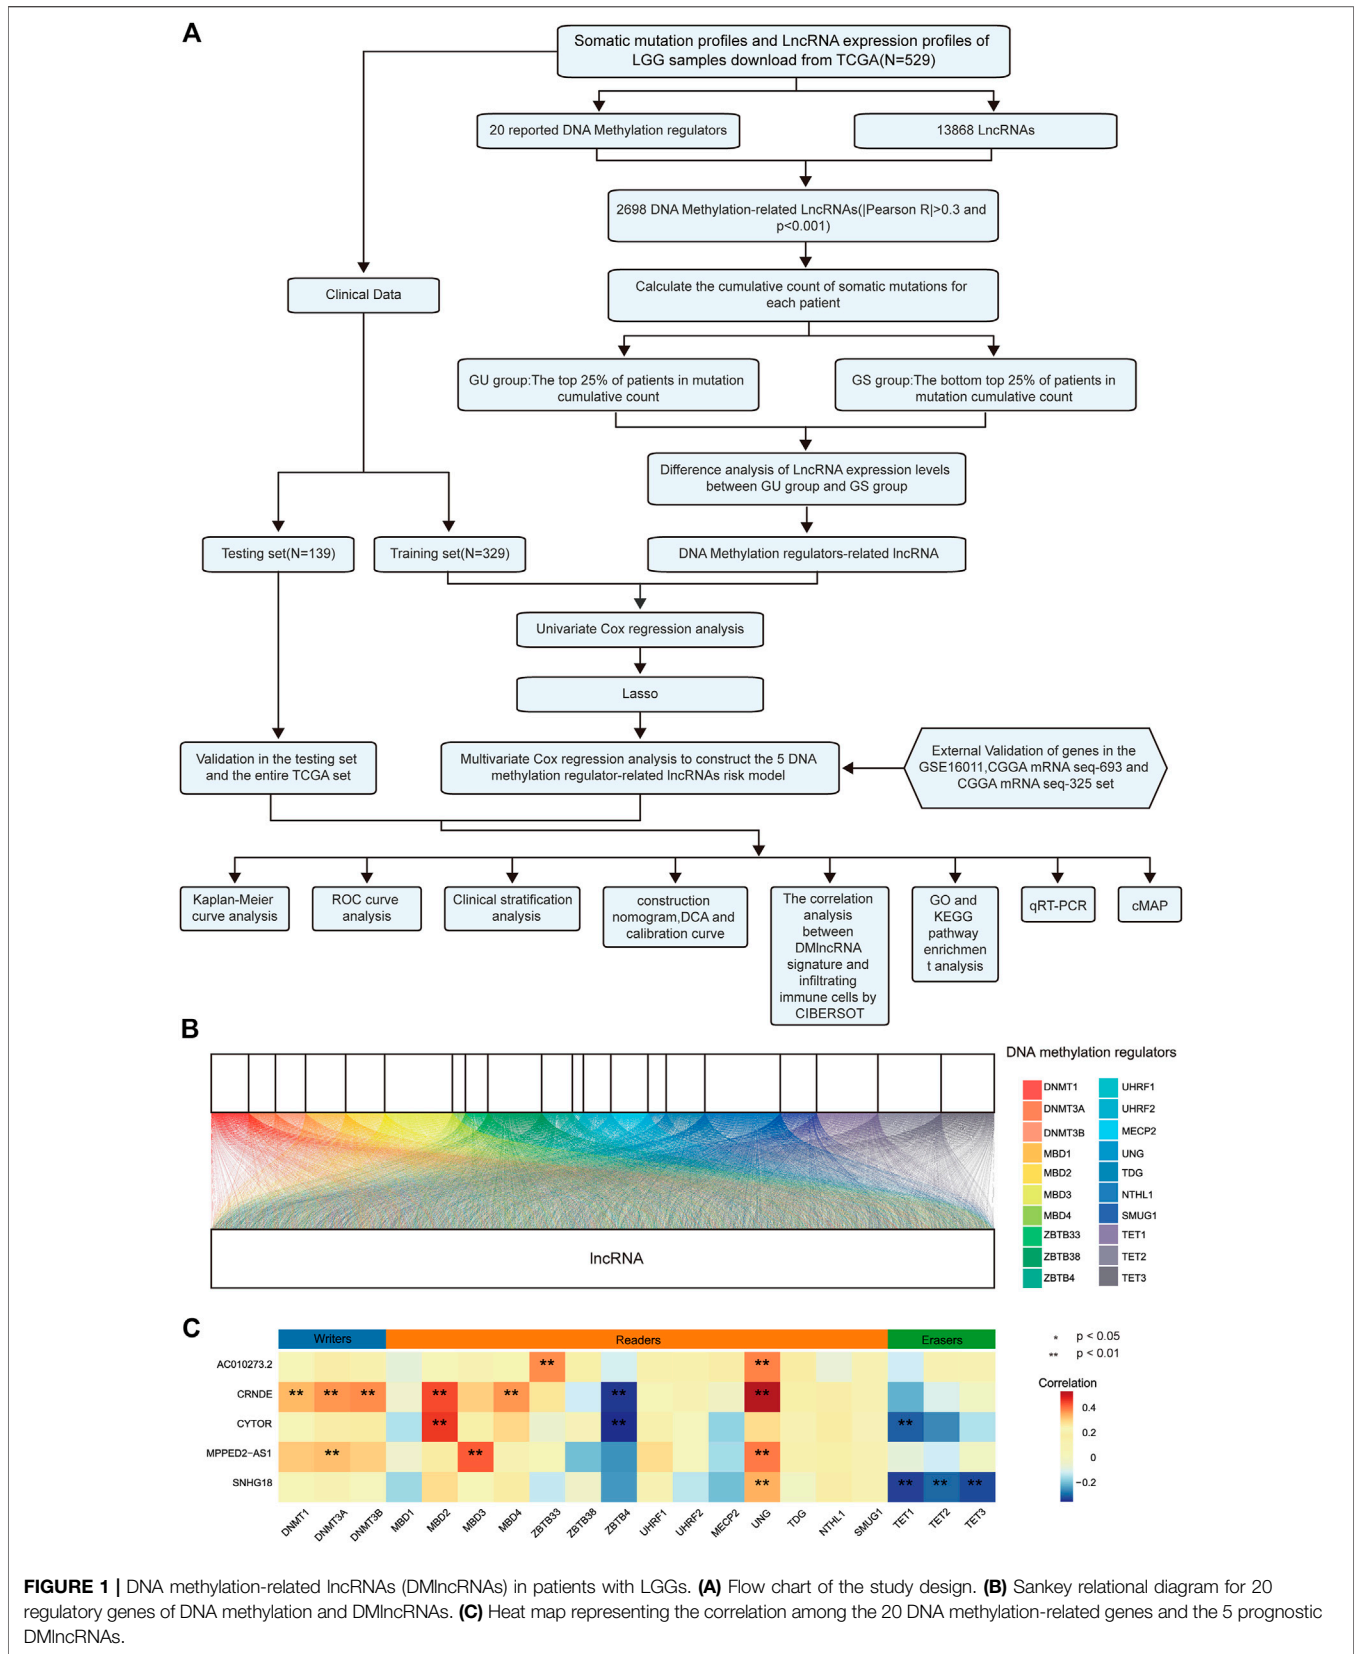 A
Somatic mutation profiles and LncRNA expression profiles of
LGG samples download from TCGA(N=529)
20 reported DNA Methylation regulators
13868 LncRNAs
2698 DNA Methylation-related LncRNAs(|Pearson R|>0.3 and
p<0.001)
Clinical Data
Calculate the cumulative count of somatic mutations for
each patient
GU group:The top 25% of patients in mutation
cumulative count
GS group:The bottom top 25% of patients in
mutation cumulative count
Difference analysis of LncRNA expression levels
between GU group and GS group
Testing set(N=139)
Training set(N=329)
DNA Methylation regulators-related lncRNA
Univariate Cox regression analysis
Lasso
Validation in the testing set
and the entire TCGA set
Multivariate Cox regression analysis to construct the 5 DNA
methylation regulator-related lncRNAs risk model
External Validation of genes in the
GSE16011,CGGA mRNA seq-693 and
CGGA mRNA seq-325 set
Kaplan-Meier
curve analysis
ROC curve
analysis
Clinical stratification
analysis
construction
nomogram,DCA and
calibration curve
The correlation
analysis
between
DMlncRNA
signature and
infiltrating
immune cells by
CIBERSOT
GO and
KEGG
pathway
enrichmen
t analysis
qRT-PCR
cMAP
B
DNA methylation regulators
DNMT1
DNMT3A
DNMT3B
MBD1
MBD2
MBD3
MBD4
ZBTB33
ZBTB38
ZBTB4
UHRF1
UHRF2
MECP2
UNG
TDG
NTHL1
SMUG1
TET1
TET2
TET3
lncRNA
C
Writers
Readers
Erasers
* p < 0.05
** p < 0.01
AC010273.2 ** **
CRNDE ** ** ** ** ** ** **
CYTOR ** ** **
MPPED2-AS1 ** ** **
SNHG18 ** ** ** **
Correlation
0.4
0.2
0
−0.2
DNMT1 DNMT3A DNMT3B MBD1 MBD2 MBD3 MBD4 ZBTB33 ZBTB38 ZBTB4 UHRF1 UHRF2 MECP2 UNG TDG NTHL1 SMUG1 TET1 TET2 TET3
FIGURE 1 | DNA methylation-related lncRNAs (DMlncRNAs) in patients with LGGs. (A) Flow chart of the study design. (B) Sankey relational diagram for 20
regulatory genes of DNA methylation and DMlncRNAs. (C) Heat map representing the correlation among the 20 DNA methylation-related genes and the 5 prognostic
DMlncRNAs.